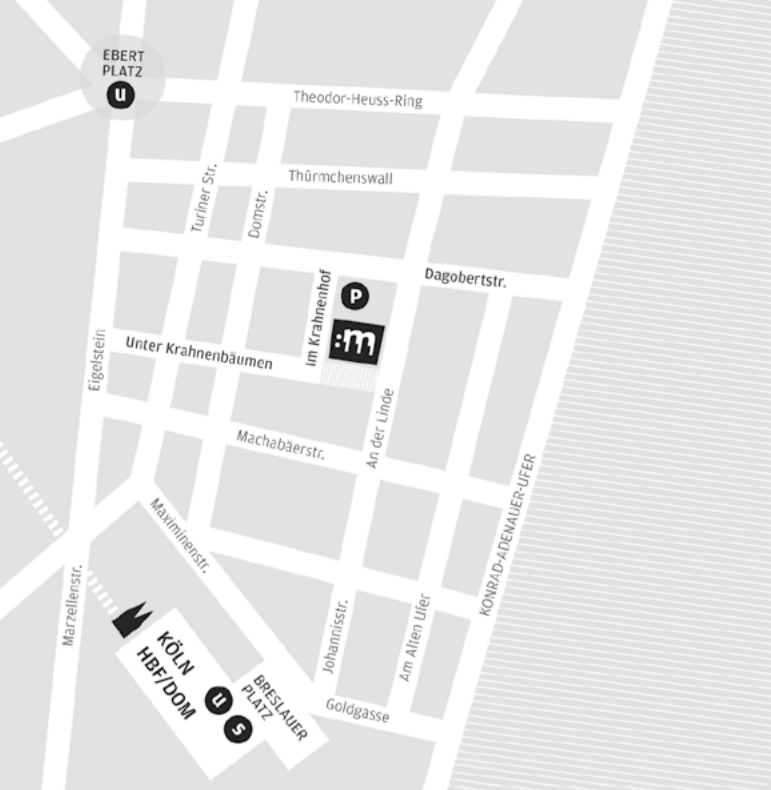 EBERT
PLATZ
u
Theodor-Heuss-Ring
Thürmchenswall
Turiner Str.
Domstr.
Dagobertstr.
Im Krahnenhof
P
:m
Unter Krahnenbäumen
Eigelstein
An der Linde
Machabäerstr.
KONRAD-ADENAUER-UFER
Maximinenstr.
Marzellenstr.
Johannisstr.
Am Alten Ufer
KÖLN
HBF/DOM
u
s
BRESLAUER
PLATZ
Goldgasse